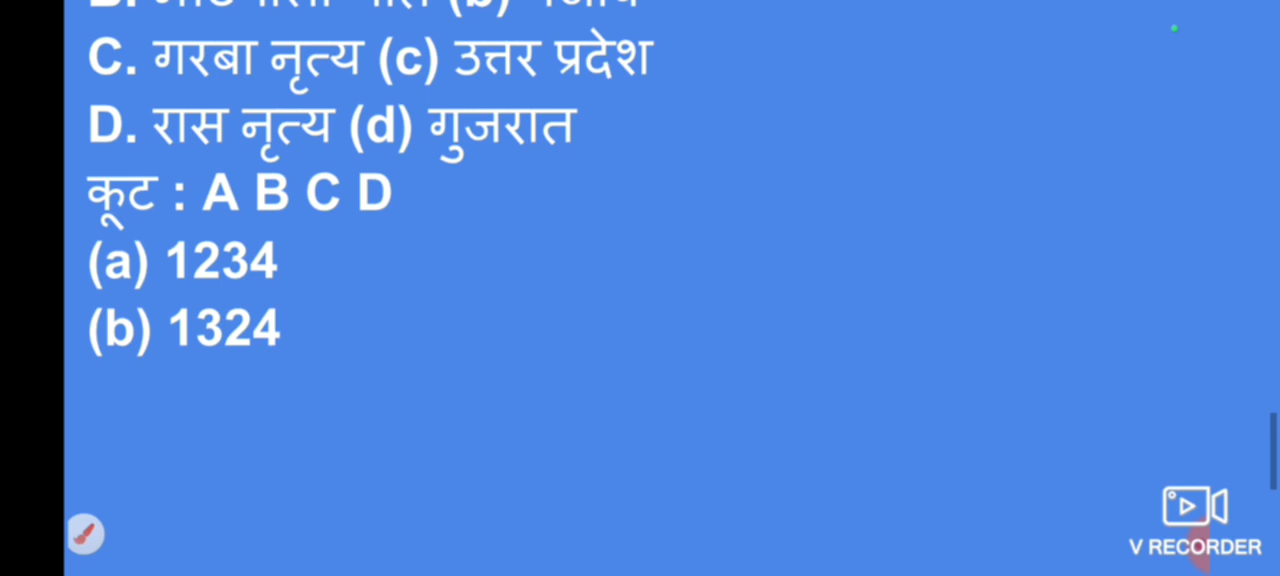 C. गरबा नृत्य (c) उत्तर प्रदेश
D. रास नृत्य (d) गुजरात
कूट : A B C D
(a) 1234
(b) 1324
V RECORDER